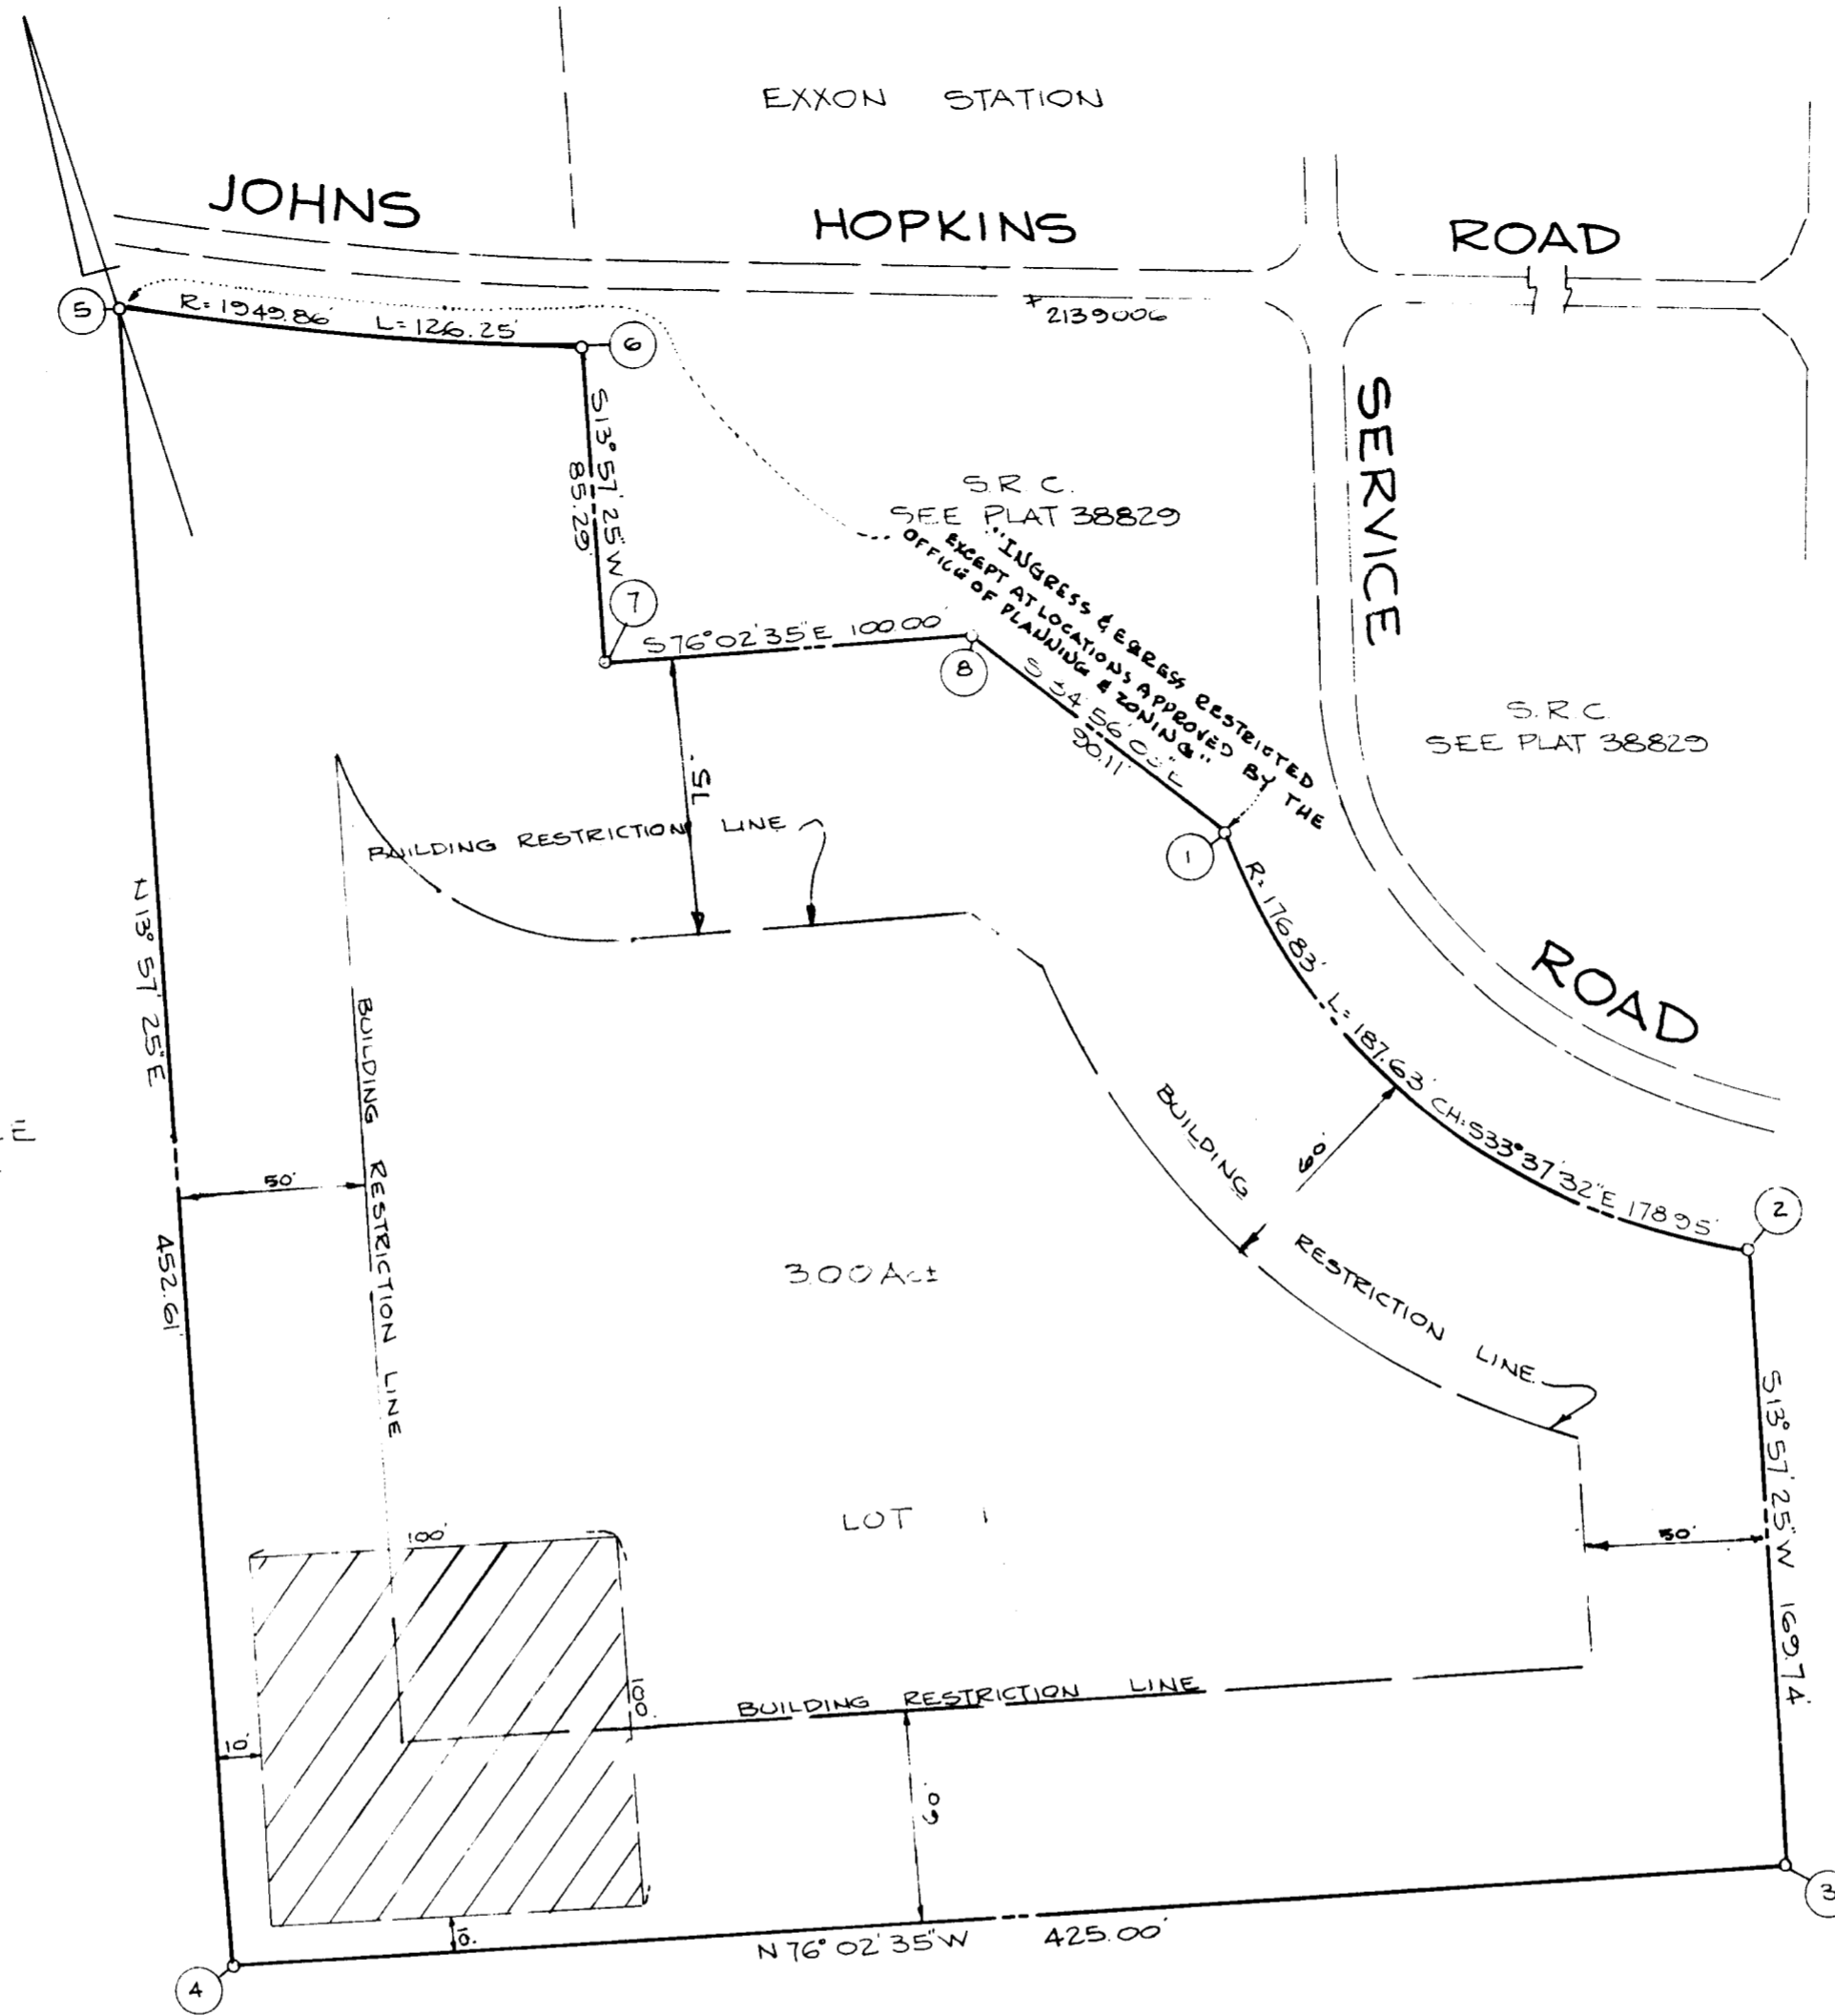 EXXON STATION
JOHNS HOPKINS ROAD
5
R= 1949.86' L= 126.25'
6
2139006
S13° 57' 25"W
85.29'
SERVICE
S.R.C.
SEE PLAT 38829
"INGRESS & EGRESS RESTRICTED
EXCEPT AT LOCATIONS APPROVED BY THE
OFFICE OF PLANNING & ZONING"
7
S76° 02' 35"E 100.00'
8
90.11'
S.R.C.
SEE PLAT 38829
75'
BUILDING RESTRICTION LINE
1
R= 176.83' L= 187.63' CH=S33° 37' 32"E 178.95'
ROAD
N13° 57' 25"E
452.61'
BUILDING RESTRICTION LINE
E
50'
BUILDING RESTRICTION LINE
2
3.00 Ac±
S13° 57' 25"W 169.74'
LOT 1
50'
100'
100'
BUILDING RESTRICTION LINE
10'
60'
10'
N 76° 02' 35"W 425.00'
3
4